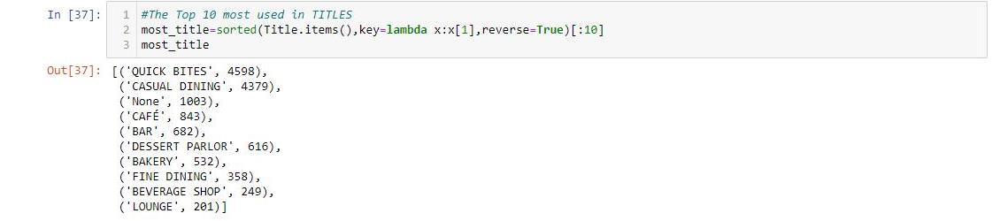 In [37]:
1 #The Top 10 most used in TITLES
2 most_title=sorted(Title.items(),key=lambda x:x[1],reverse=True)[:10]
3 most_title
Out[37]: [('QUICK BITES', 4598),
('CASUAL DINING', 4379),
('None', 1003),
('CAFÉ', 843),
('BAR', 682),
('DESSERT PARLOR', 616),
('BAKERY', 532),
('FINE DINING', 358),
('BEVERAGE SHOP', 249),
('LOUNGE', 201)]